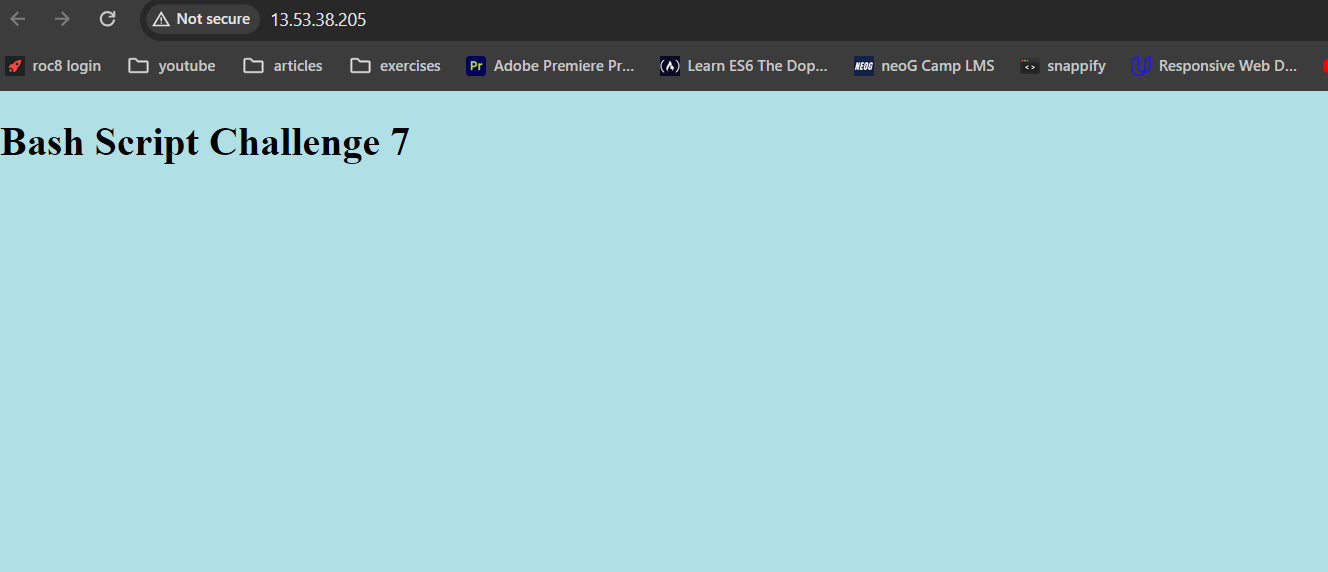 Not secure 13.53.38.205
roc8 login youtube articles exercises Pr Adobe Premiere Pr... (A) Learn ES6 The Dop... NEOG neoG Camp LMS <> snappify Responsive Web D...
Bash Script Challenge 7